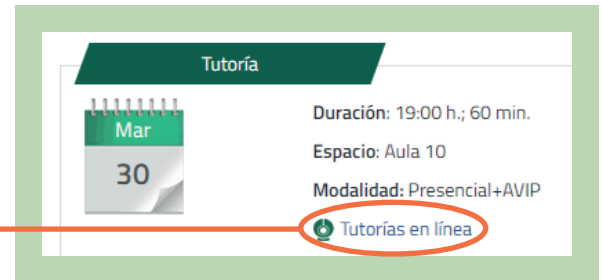 Tutoría
Mar
30
Duración: 19:00 h.; 60 min.
Espacio: Aula 10
Modalidad: Presencial+AVIP
Tutorías en línea